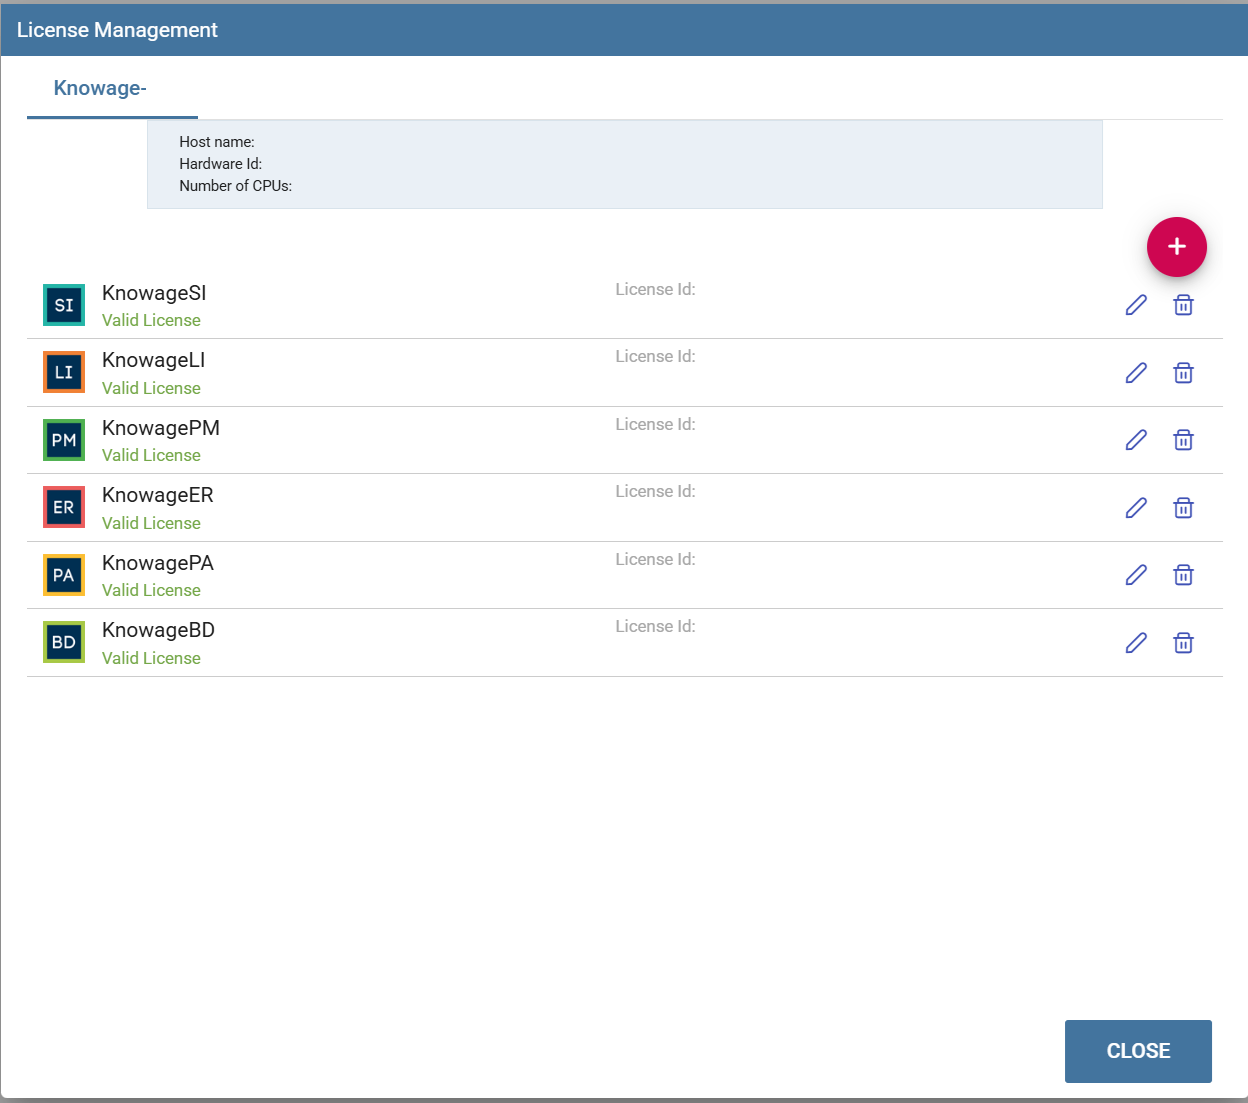 License Management
Knowage-
Host name:
Hardware Id:
Number of CPUs:
+
SI
KnowageSI
Valid License
License Id:
LI
KnowageLI
Valid License
License Id:
PM
KnowagePM
Valid License
License Id:
ER
KnowageER
Valid License
License Id:
PA
KnowagePA
Valid License
License Id:
BD
KnowageBD
Valid License
License Id:
CLOSE